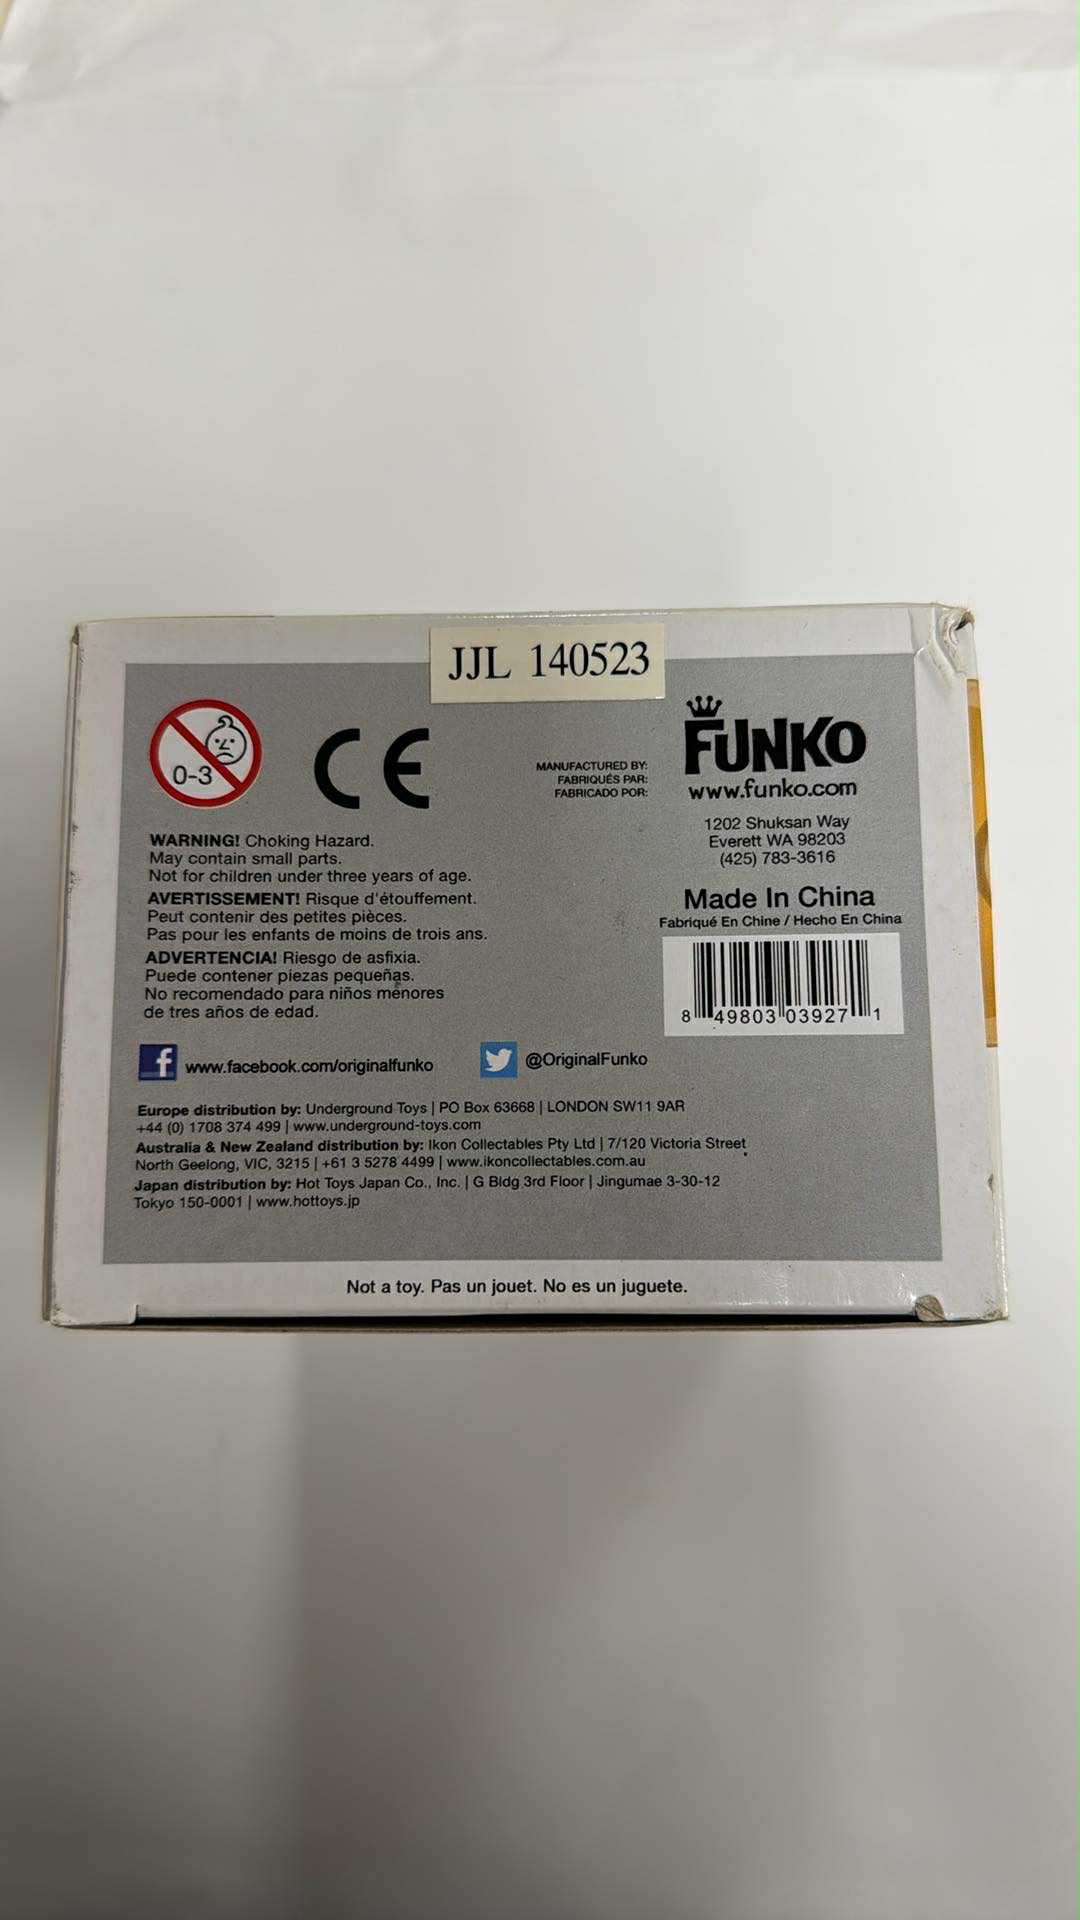 JJL 140523
0-3
CE
MANUFACTURED BY:
FABRIQUÉS PAR:
FABRICADO POR:
FUNKO
www.funko.com
1202 Shuksan Way
Everett WA 98203
(425) 783-3616
Made In China
Fabriqué En Chine / Hecho En China
8 49803 03927 1
WARNING! Choking Hazard.
May contain small parts.
Not for children under three years of age.
AVERTISSEMENT! Risque d'étouffement.
Peut contenir des petites pièces.
Pas pour les enfants de moins de trois ans.
ADVERTENCIA! Riesgo de asfixia.
Puede contener piezas pequeñas.
No recomendado para niños menores
de tres años de edad.
f www.facebook.com/originalfunko
@OriginalFunko
Europe distribution by: Underground Toys | PO Box 63668 | LONDON SW11 9AR
+44 (0) 1708 374 499 | www.underground-toys.com
Australia & New Zealand distribution by: Ikon Collectables Pty Ltd | 7/120 Victoria Street
North Geelong, VIC, 3215 | +61 3 5278 4499 | www.ikoncollectables.com.au
Japan distribution by: Hot Toys Japan Co., Inc. | G Bldg 3rd Floor | Jingumae 3-30-12
Tokyo 150-0001 | www.hottoys.jp
Not a toy. Pas un jouet. No es un juguete.